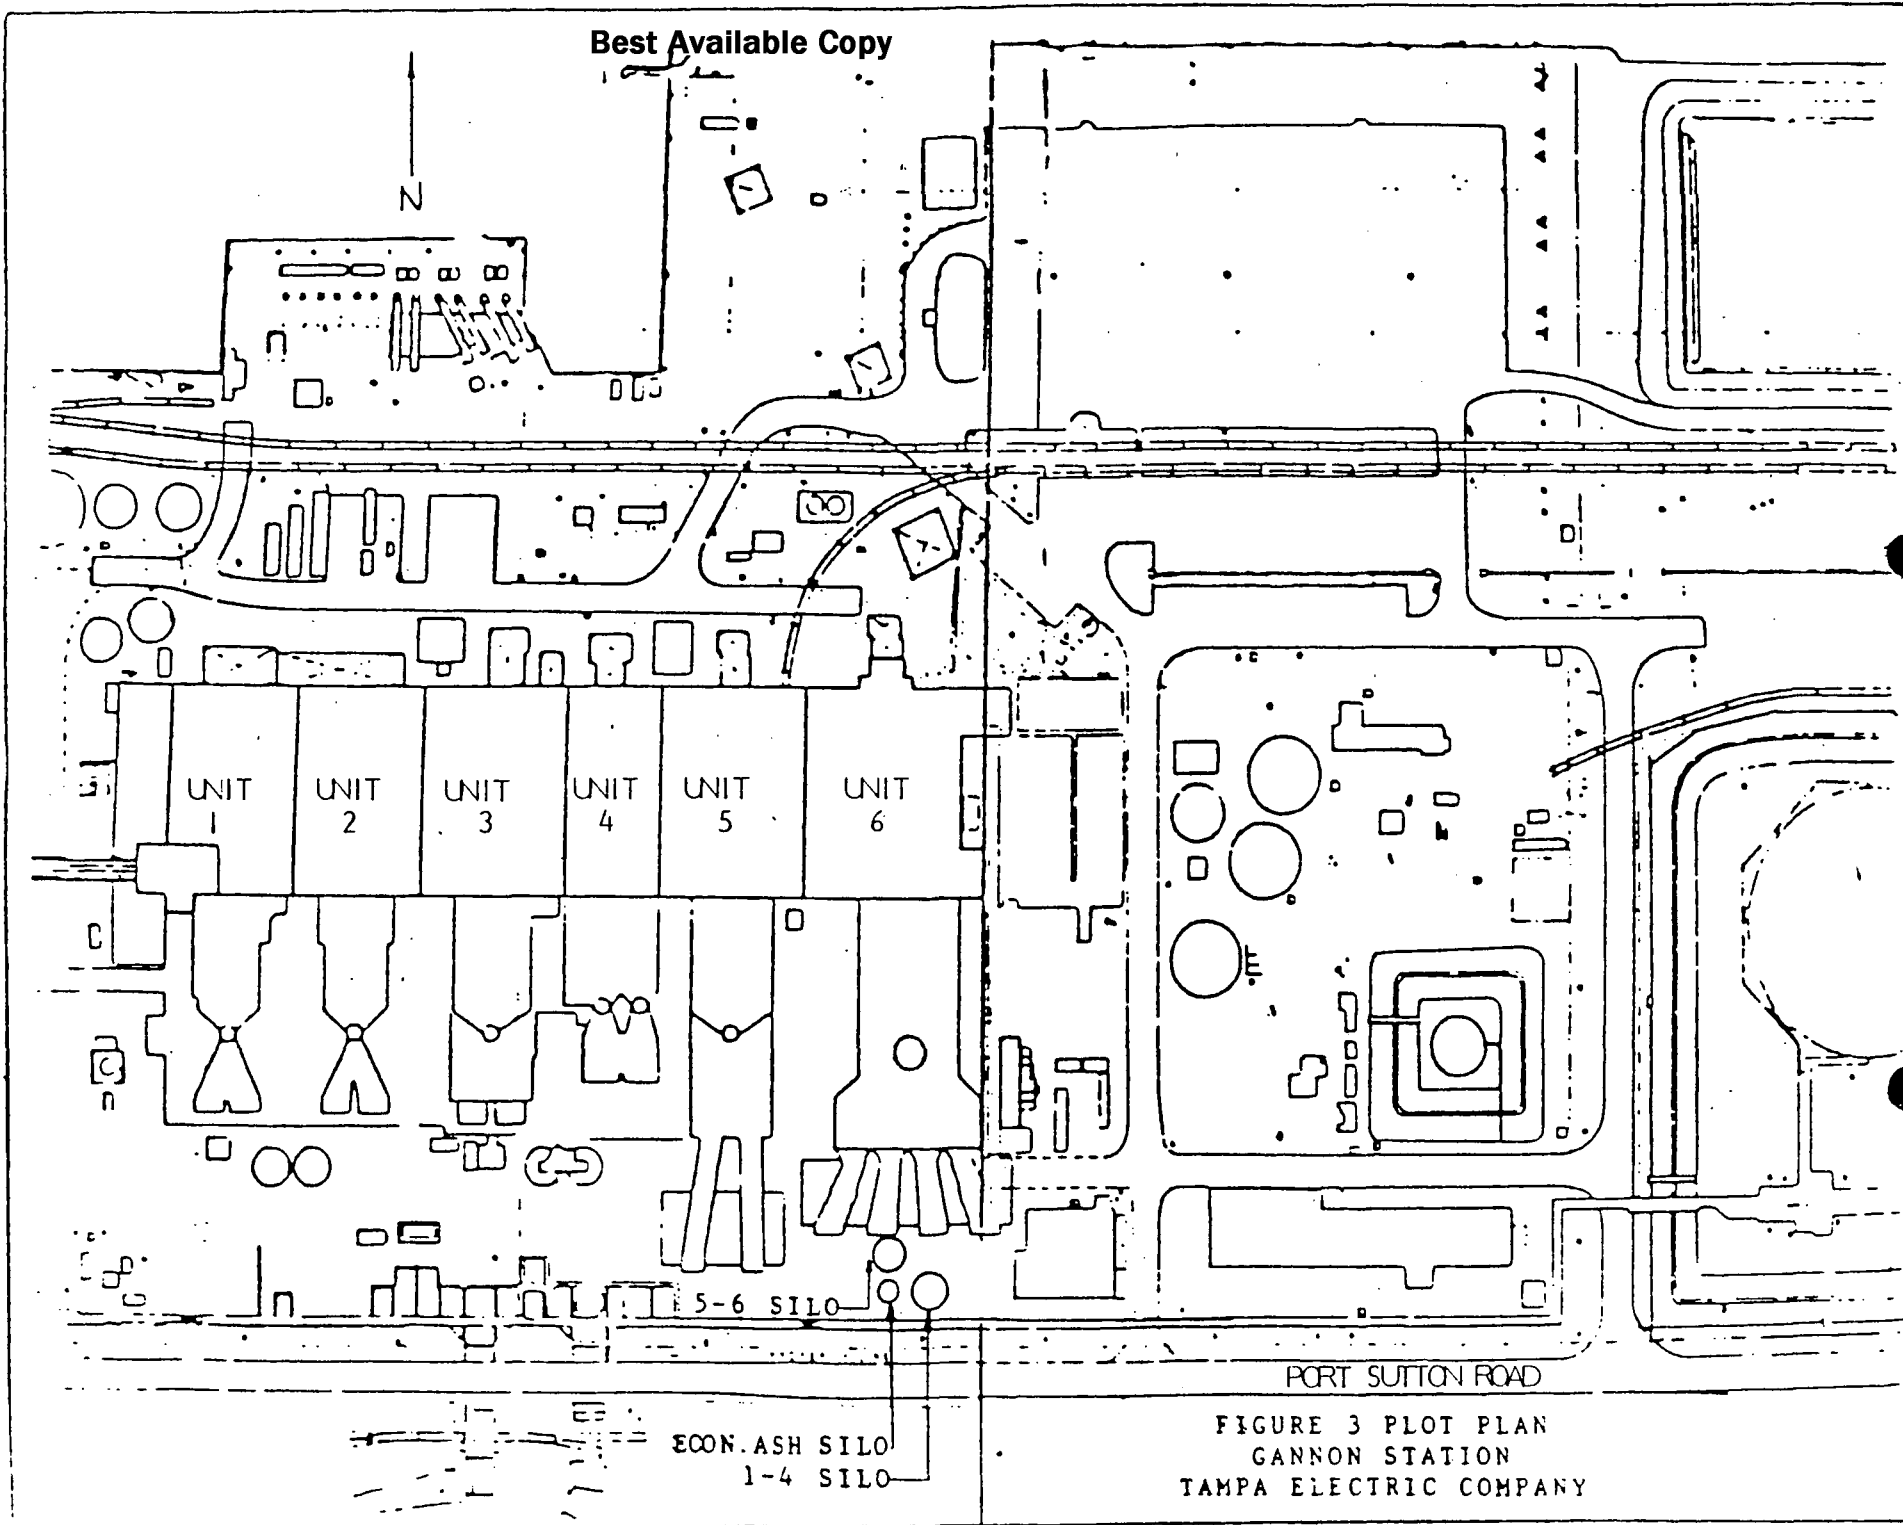 Best Available Copy
N
UNIT
1
UNIT
2
UNIT
3
UNIT
4
UNIT
5
UNIT
6
5-6 SILO
PORT SUTTON ROAD
ECON. ASH SILO
1-4 SILO
FIGURE 3 PLOT PLAN
GANNON STATION
TAMPA ELECTRIC COMPANY